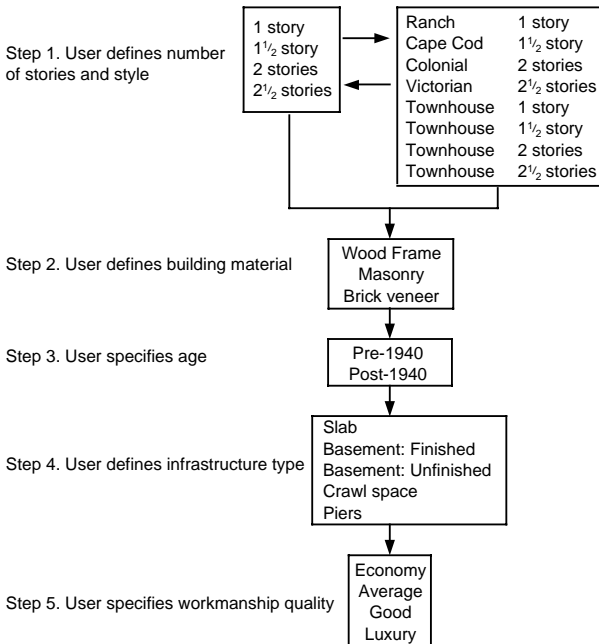 Step 1. User defines number
of stories and style
1 story
1½ story
2 stories
2½ stories
Ranch 1 story
Cape Cod 1½ story
Colonial 2 stories
Victorian 2½ stories
Townhouse 1 story
Townhouse 1½ story
Townhouse 2 stories
Townhouse 2½ stories
Step 2. User defines building material
Wood Frame
Masonry
Brick veneer
Step 3. User specifies age
Pre-1940
Post-1940
Step 4. User defines infrastructure type
Slab
Basement: Finished
Basement: Unfinished
Crawl space
Piers
Step 5. User specifies workmanship quality
Economy
Average
Good
Luxury